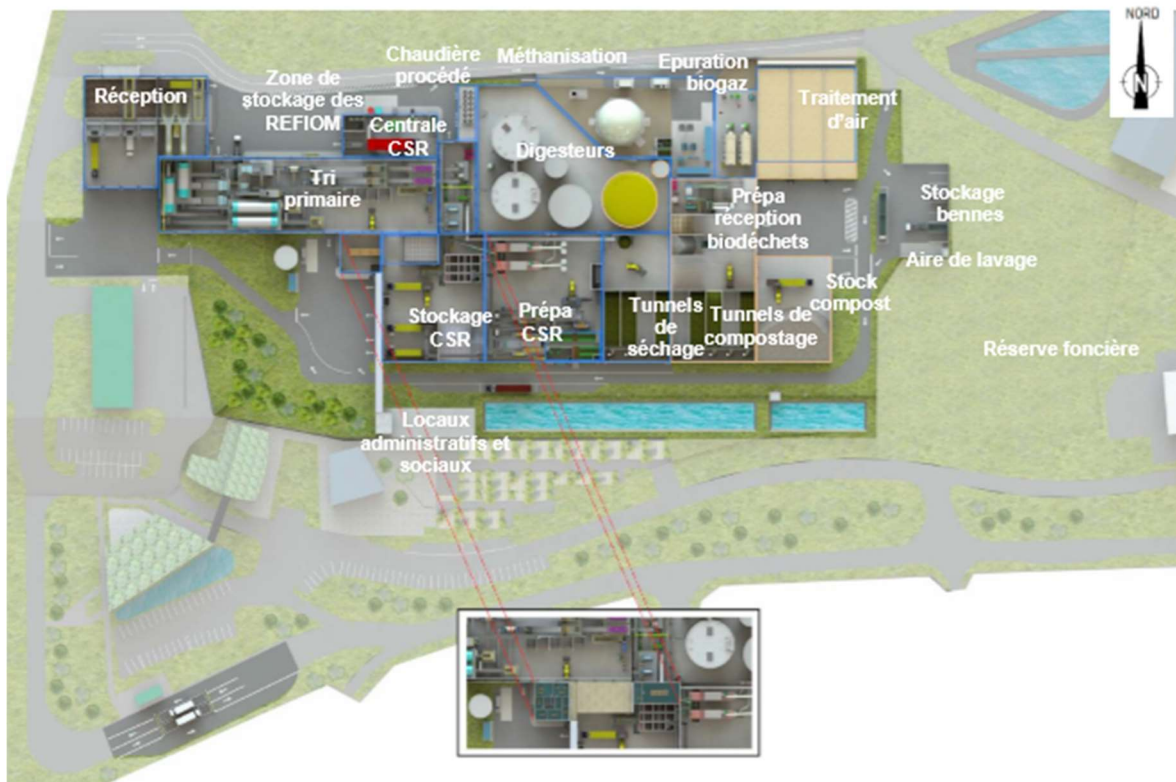 NORD
N
Réception
Zone de
stockage des
REFIOM
Chaudière
procédé
Centrale
CSR
Méthanisation
Epuration
biogaz
Traitement
d'air
Tri
primaire
Digesteurs
Prépa
réception
biodéchets
Stockage
bennes
Aire de lavage
Stockage
CSR
Prépa
CSR
Tunnels
de
séchage
Tunnels de
compostage
Stock
compost
Réserve foncière
Locaux
administratifs et
sociaux